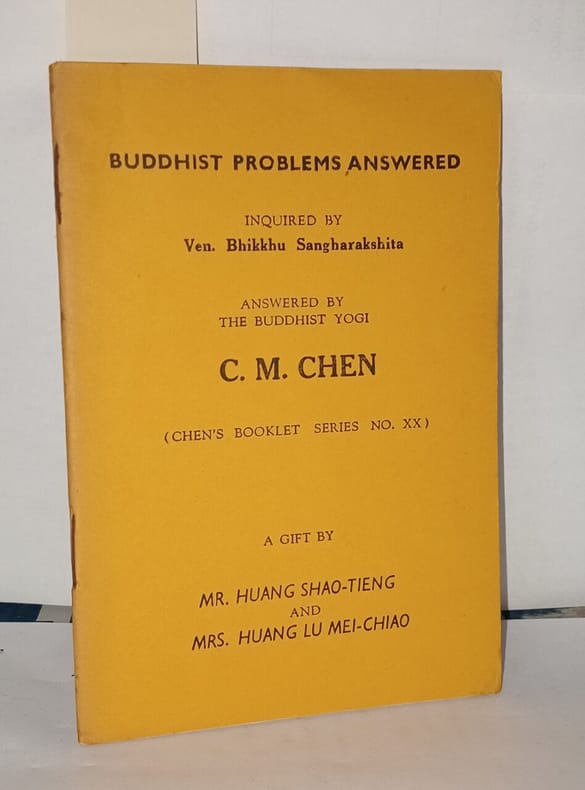 BUDDHIST PROBLEMS ANSWERED
INQUIRED BY
Ven. Bhikkhu Sangharakshita
ANSWERED BY
THE BUDDHIST YOGI
C. M. CHEN
(CHEN'S BOOKLET SERIES NO. XX)
A GIFT BY
MR. HUANG SHAO-TIENG
AND
MRS. HUANG LU MEI-CHIAO